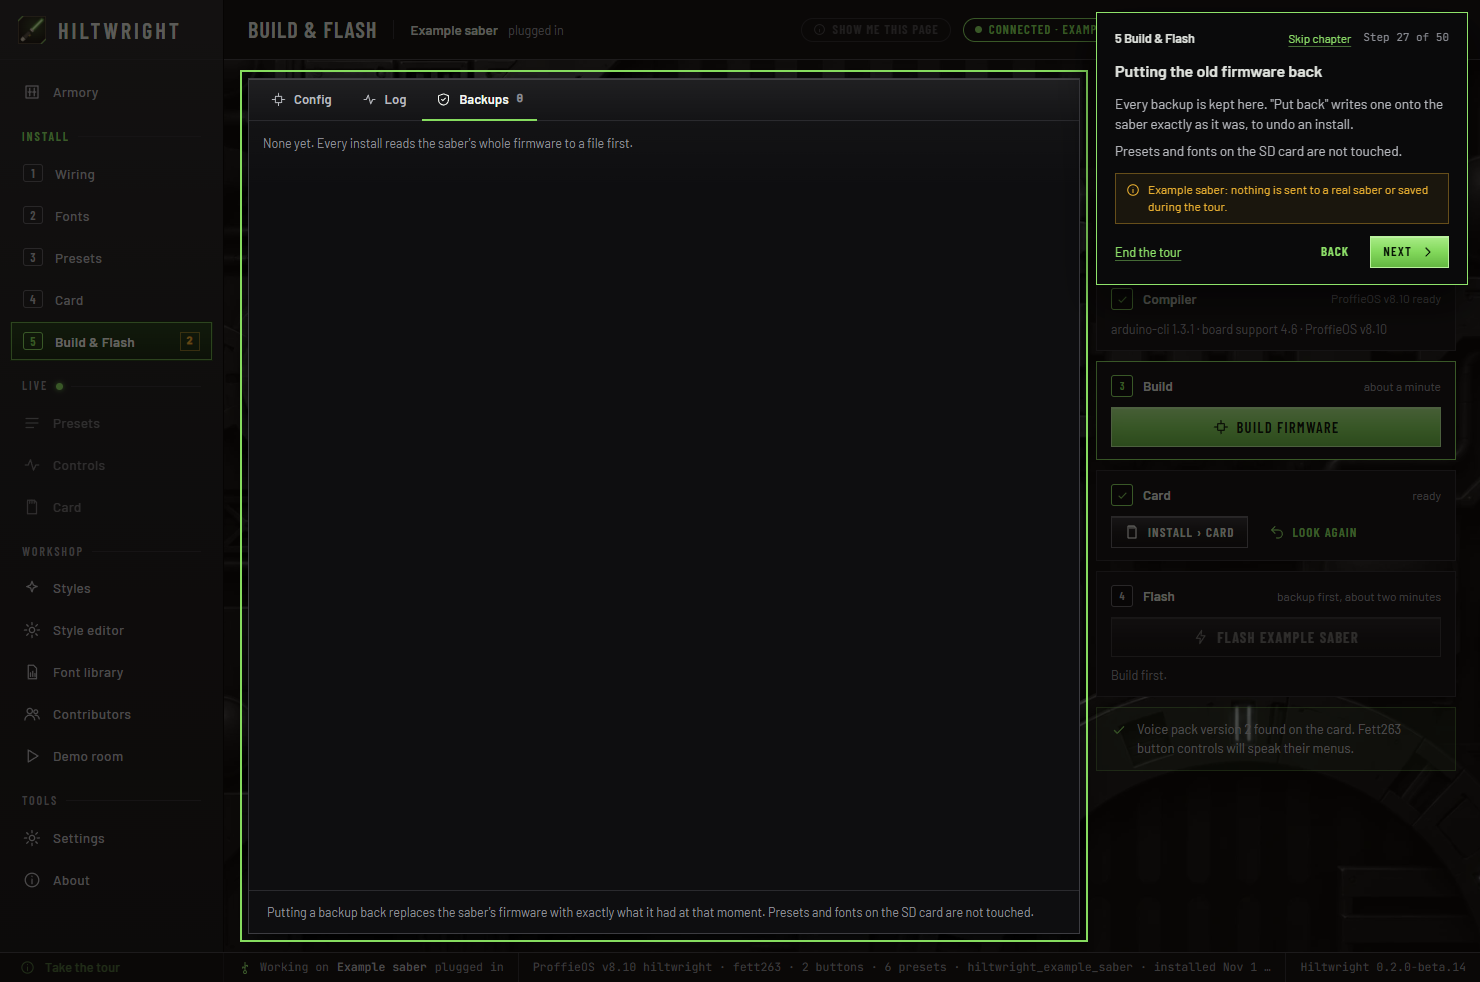 HILTWRIGHT
BUILD & FLASH
Example saber plugged in
SHOW ME THIS PAGE
CONNECTED · EXAMP
Armory
INSTALL
1 Wiring
2 Fonts
3 Presets
4 Card
5 Build & Flash 2
LIVE
Presets
Controls
Card
WORKSHOP
Styles
Style editor
Font library
Contributors
Demo room
TOOLS
Settings
About
Take the tour
Config
Log
Backups 0
None yet. Every install reads the saber's whole firmware to a file first.
Putting a backup back replaces the saber's firmware with exactly what it had at that moment. Presets and fonts on the SD card are not touched.
5 Build & Flash
Skip chapter
Step 27 of 50
Putting the old firmware back
Every backup is kept here. "Put back" writes one onto the
saber exactly as it was, to undo an install.
Presets and fonts on the SD card are not touched.
Example saber: nothing is sent to a real saber or saved
during the tour.
End the tour
BACK
NEXT
Compiler
ProffieOS v8.10 ready
arduino-cli 1.3.1 · board support 4.6 · ProffieOS v8.10
3 Build
about a minute
BUILD FIRMWARE
Card
ready
INSTALL › CARD
LOOK AGAIN
4 Flash
backup first, about two minutes
FLASH EXAMPLE SABER
Build first.
Voice pack version 2 found on the card. Fett263
button controls will speak their menus.
Working on Example saber plugged in
ProffieOS v8.10 hiltwright · fett263 · 2 buttons · 6 presets · hiltwright_example_saber · installed Nov 1 …
Hiltwright 0.2.0-beta.14